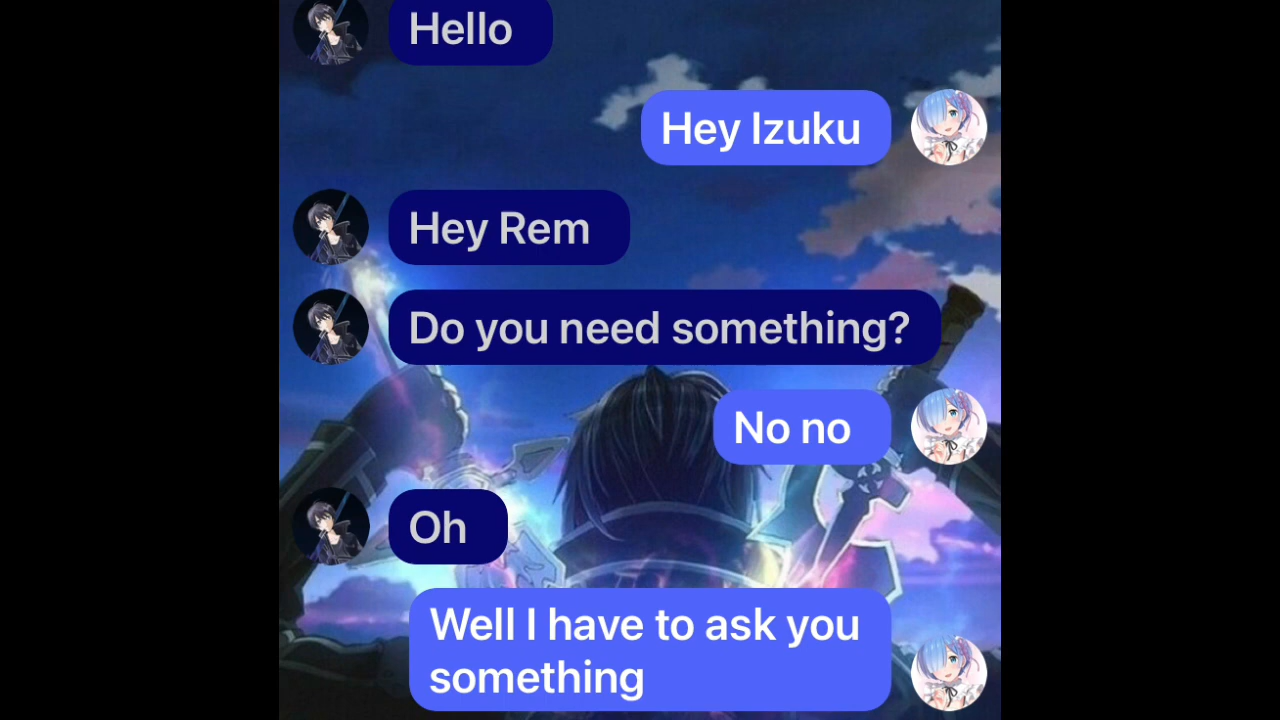 Hello
Hey Izuku
Hey Rem
Do you need something?
No no
Oh
Well I have to ask you
something